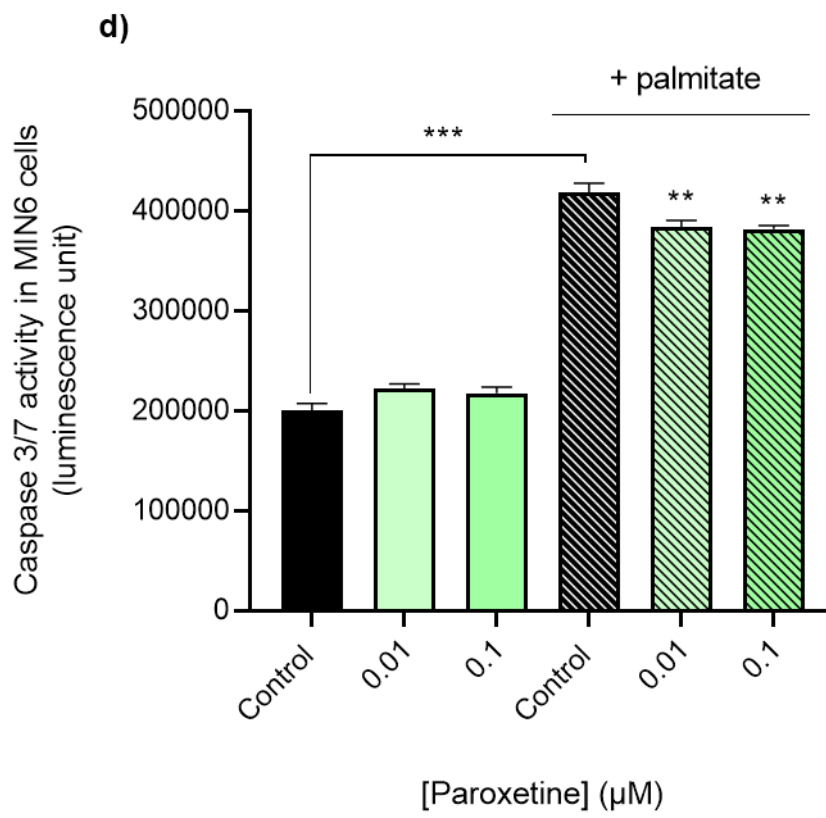 d)
+ palmitate
Caspase 3/7 activity in MIN6 cells
(luminescence unit)
500000
400000
300000
200000
100000
0
***
**
**
Control
0.01
0.1
Control
0.01
0.1
[Paroxetine] (μM)